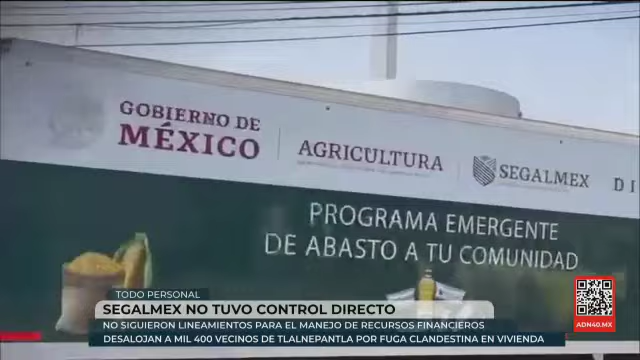 GOBIERNO DE
MÉXICO
AGRICULTURA
SEGALMEX
DI
PROGRAMA EMERGENTE
DE ABASTO A TU COMUNIDAD
TODO PERSONAL
SEGALMEX NO TUVO CONTROL DIRECTO
NO SIGUIERON LINEAMIENTOS PARA EL MANEJO DE RECURSOS FINANCIEROS
DESALOJAN A MIL 400 VECINOS DE TLALNEPANTLA POR FUGA CLANDESTINA EN VIVIENDA
ADN40.MX